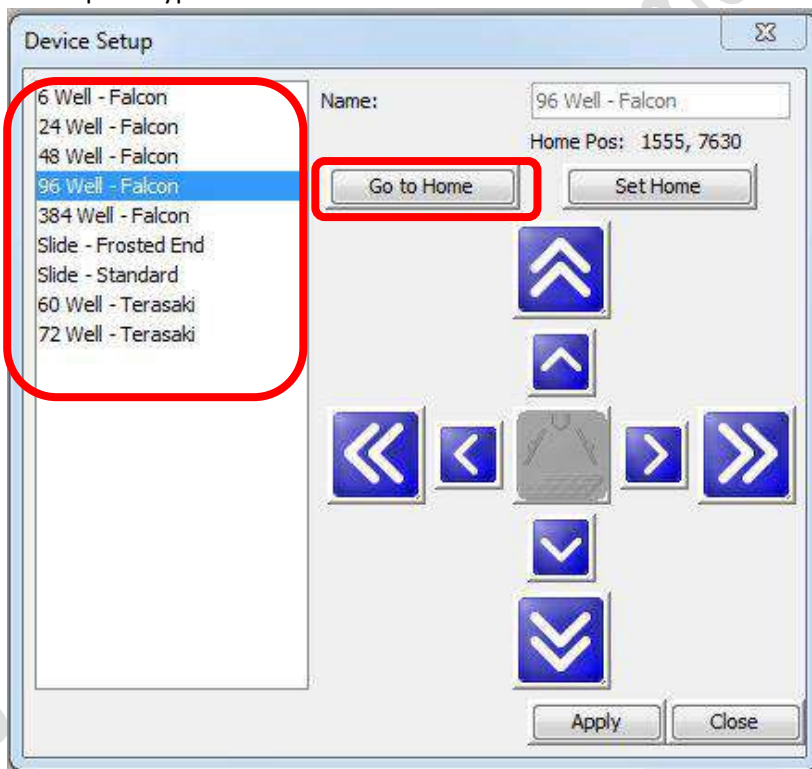 Device Setup
6 Well - Falcon
24 Well - Falcon
48 Well - Falcon
96 Well - Falcon
384 Well - Falcon
Slide - Frosted End
Slide - Standard
60 Well - Terasaki
72 Well - Terasaki
Name: 96 Well - Falcon
Home Pos: 1555, 7630
Go to Home Set Home
Apply Close